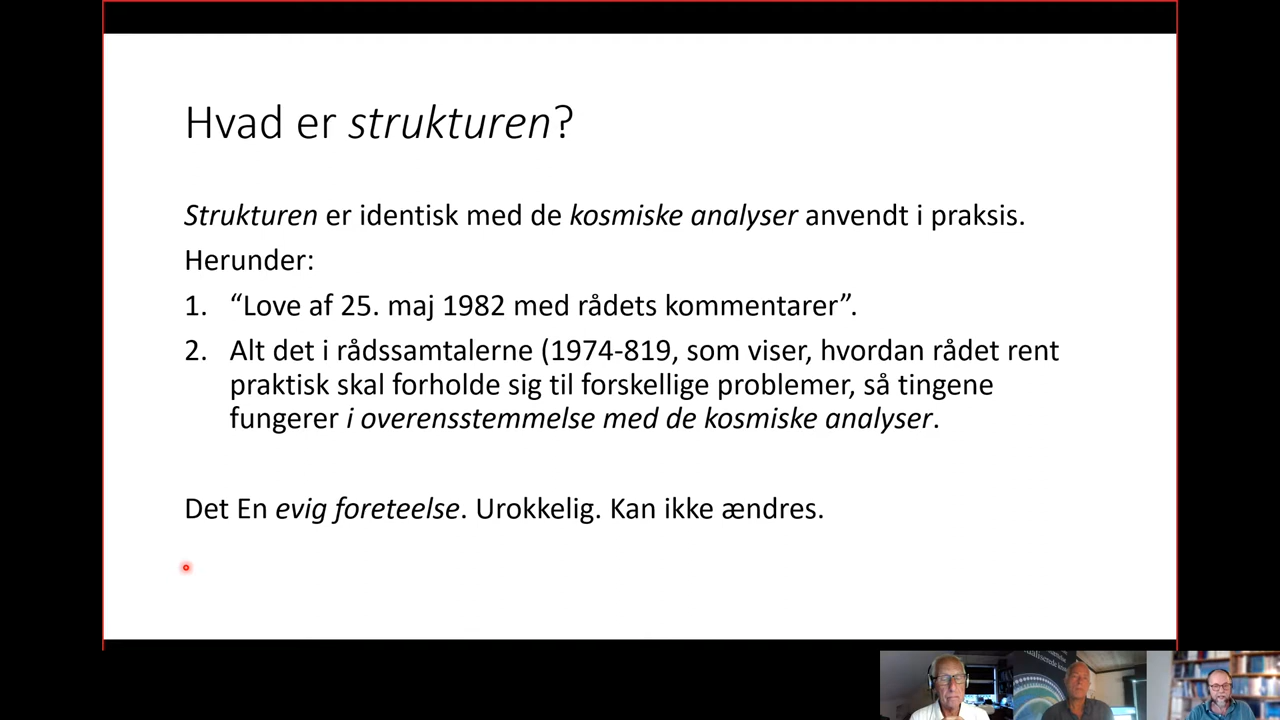 Hvad er strukturen?
Strukturen er identisk med de kosmiske analyser anvendt i praksis.
Herunder:
1. “Love af 25. maj 1982 med rådets kommentarer”.
2. Alt det i rådssamtalerne (1974-819, som viser, hvordan rådet rent
praktisk skal forholde sig til forskellige problemer, så tingene
fungerer i overensstemmelse med de kosmiske analyser.
Det En evig foreteelse. Urokkelig. Kan ikke ændres.